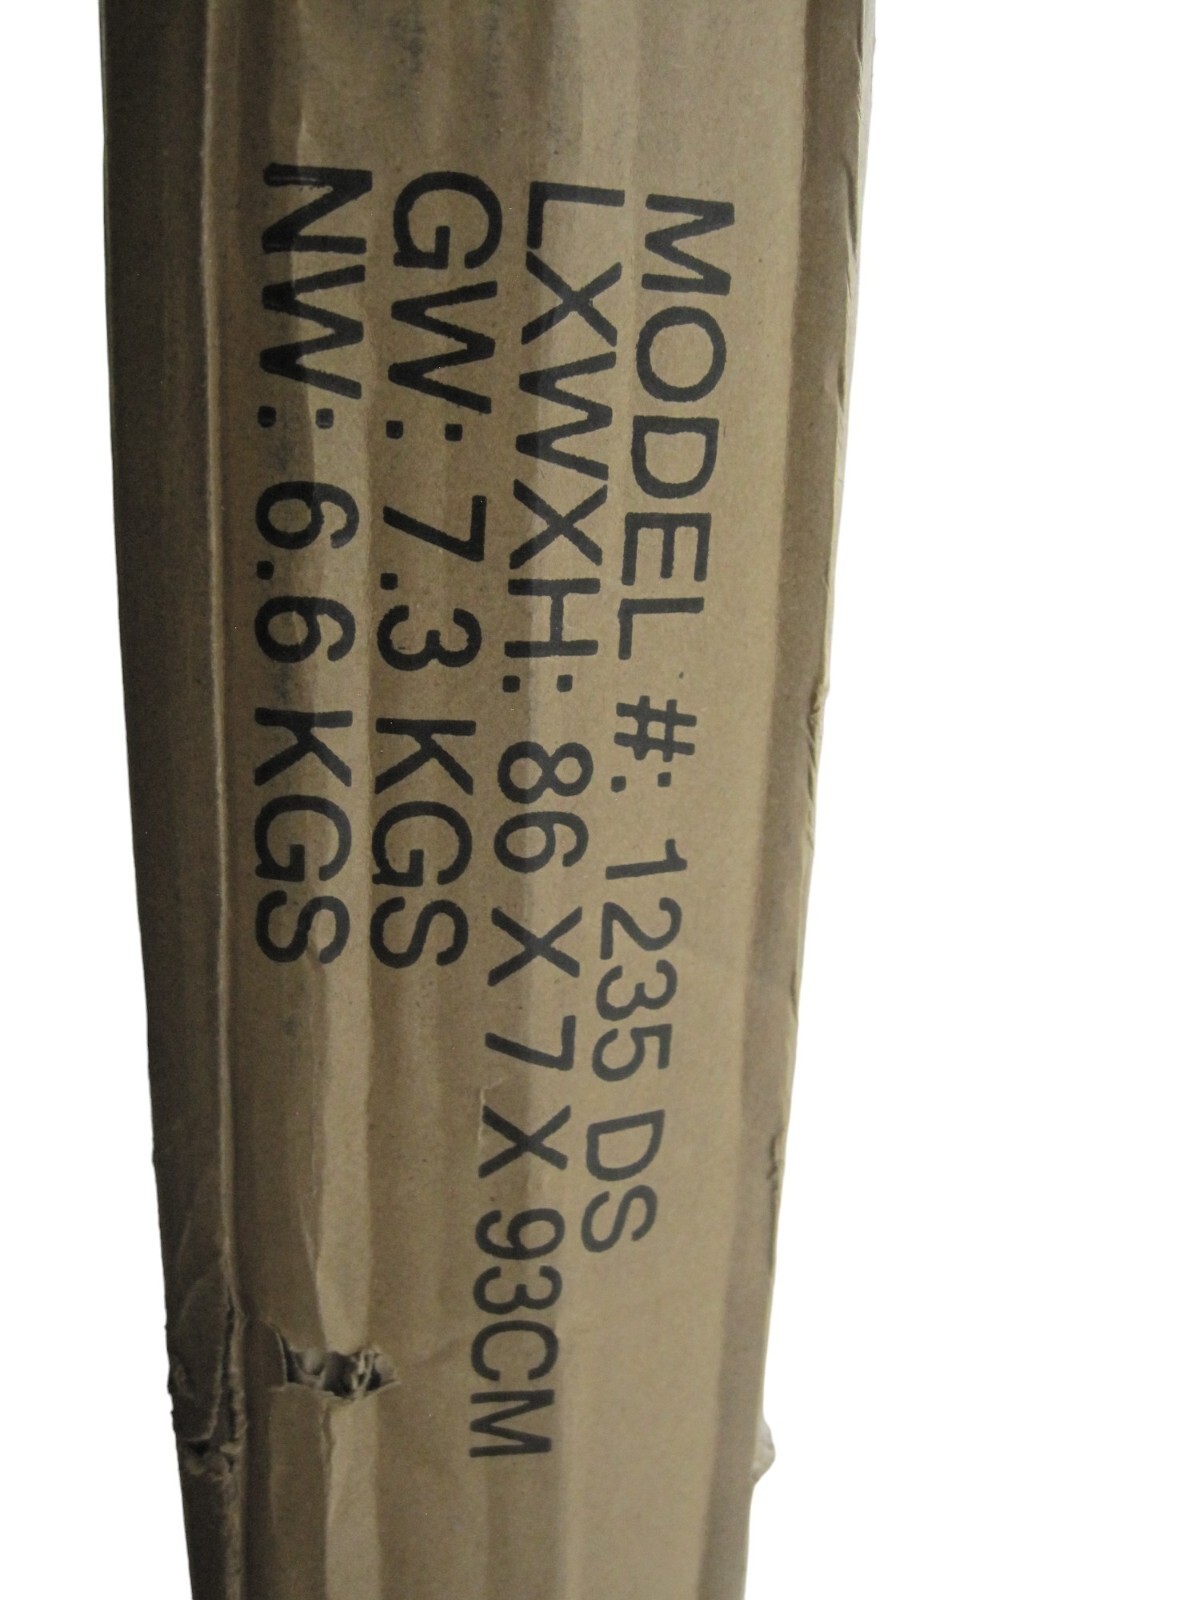 MODEL #: 1235 DS
LXWXH: 86 X 7 X 93CM
GW: 7.3 KGS
NW: 6.6 KGS